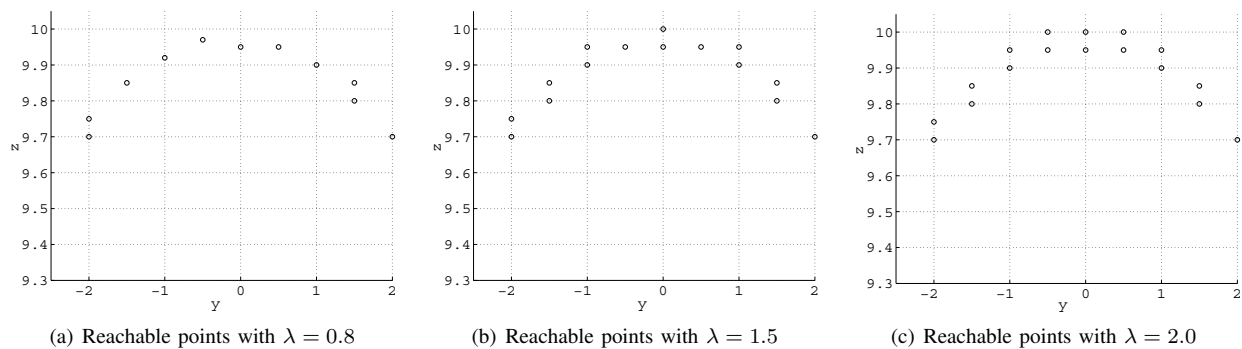 10
9.9
9.8
9.7
z
9.6
9.5
9.4
9.3
-2 -1 0 1 2
y
(a) Reachable points with λ = 0.8
10
9.9
9.8
9.7
z
9.6
9.5
9.4
9.3
-2 -1 0 1 2
y
(b) Reachable points with λ = 1.5
10
9.9
9.8
9.7
z
9.6
9.5
9.4
9.3
-2 -1 0 1 2
y
(c) Reachable points with λ = 2.0